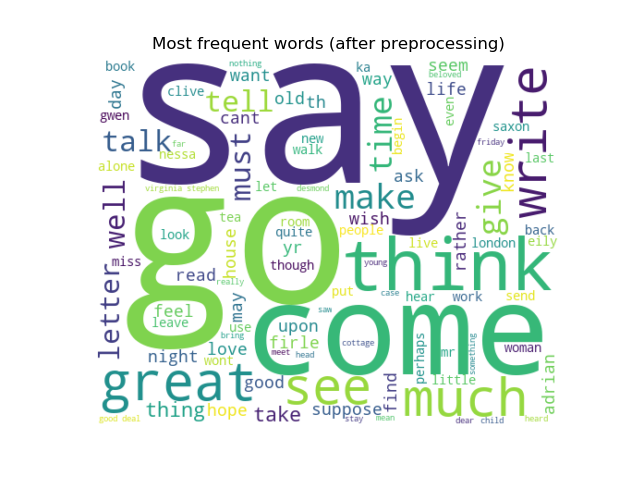 Most frequent words (after preprocessing)
say
go
come
think
write
great
much
see
make
time
talk
tell
well
must
give
letter
book
day
gwen
clive
want
nothing
ka
way
seem
beloved
life
even
old
th
cant
new
walk
begin
saxon
friday
last
know
nessa
far
alone
ask
virginia stephen
let
desmond
wish
rather
tea
room
quite
people
live
london
back
eily
look
house
yr
miss
read
though
young
really
put
case
hear
work
send
feel
leave
may
use
upon
saw
bring
firle
cottage
mr
something
woman
night
love
wont
meet
head
perhaps
little
adrian
good
find
thing
hope
take
suppose
good deal
stay
mean
dear
child
heard